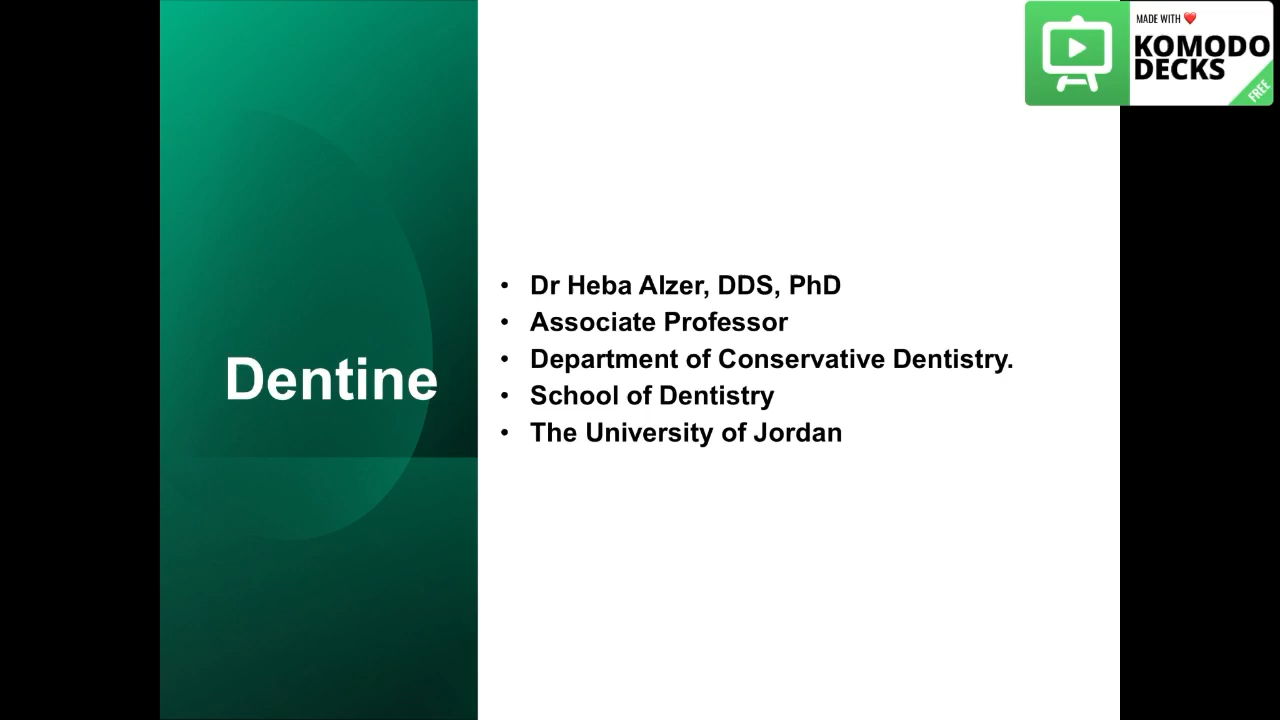 MADE WITH ❤️
KOMODO
DECKS
FREE
Dentine
• Dr Heba Alzer, DDS, PhD
• Associate Professor
• Department of Conservative Dentistry.
• School of Dentistry
• The University of Jordan